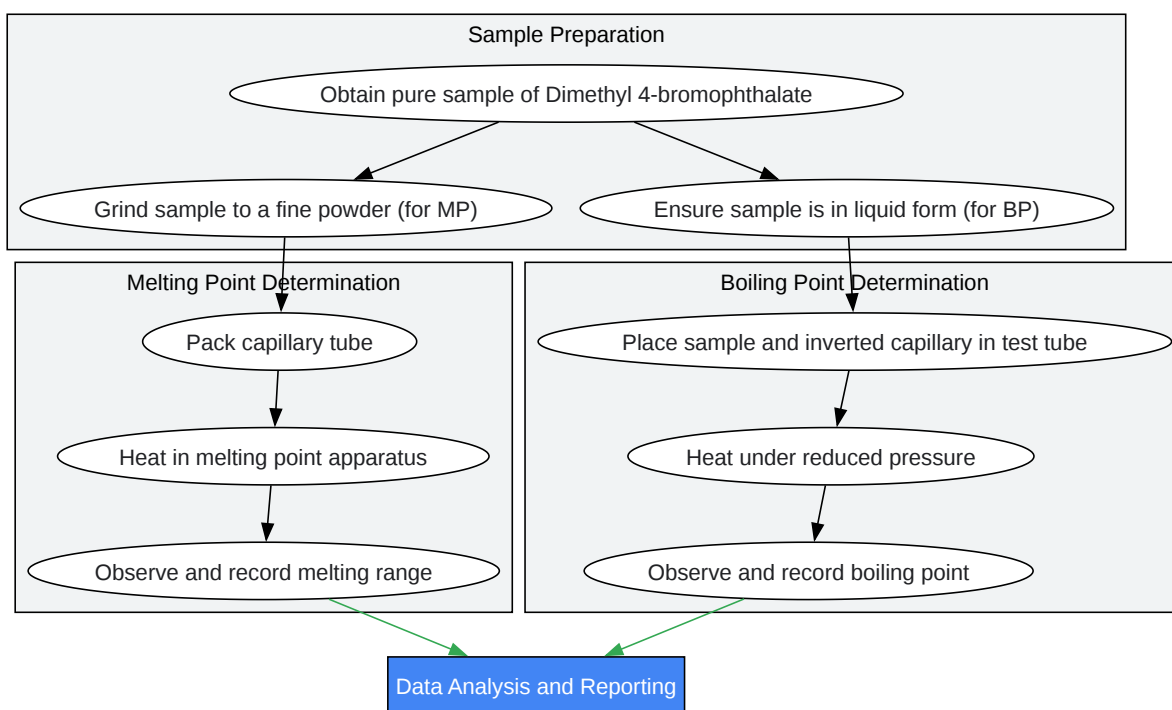 Sample Preparation
Obtain pure sample of Dimethyl 4-bromophthalate
Grind sample to a fine powder (for MP)
Ensure sample is in liquid form (for BP)
Melting Point Determination
Boiling Point Determination
Pack capillary tube
Place sample and inverted capillary in test tube
Heat in melting point apparatus
Heat under reduced pressure
Observe and record melting range
Observe and record boiling point
Data Analysis and Reporting